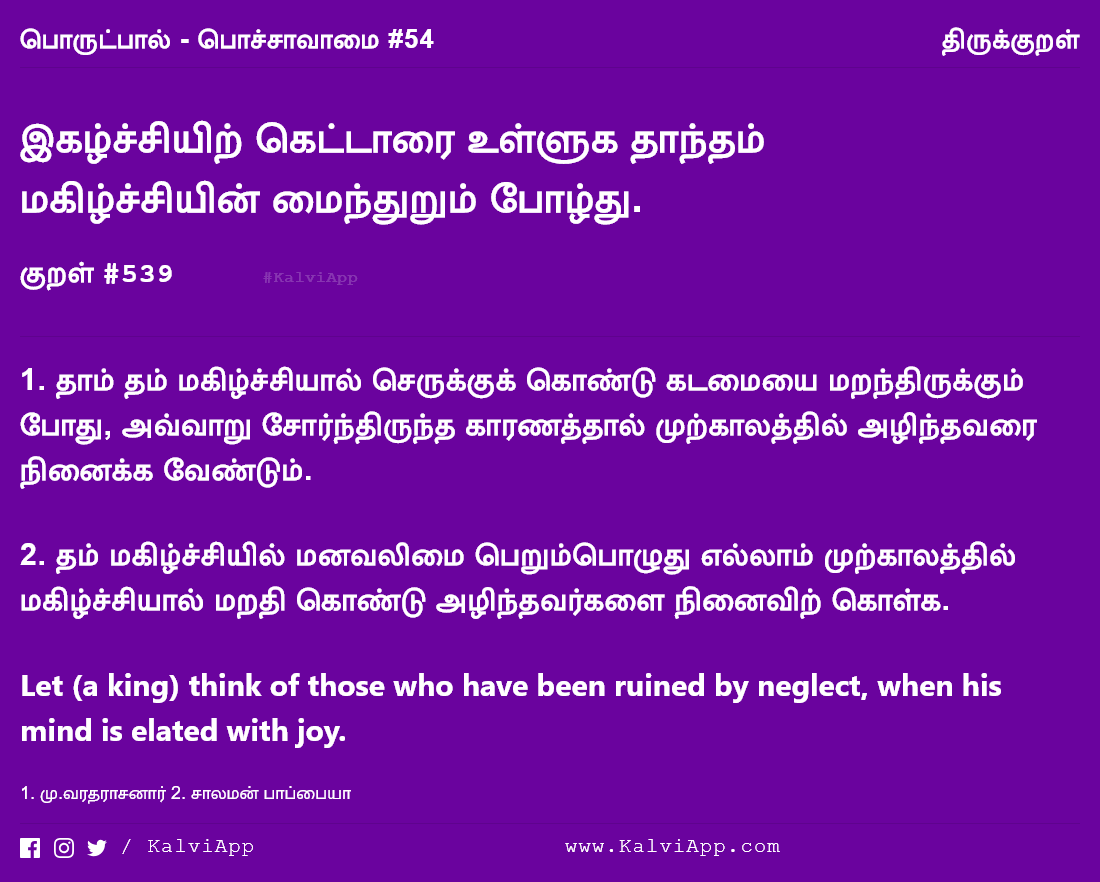 பொருட்பால் - பொச்சாவாமை #54 திருக்குறள்
இகழ்ச்சியிற் கெட்டாரை உள்ளுக தாந்தம்
மகிழ்ச்சியின் மைந்துறும் போழ்து.
குறள் #539 #KalviApp
1. தாம் தம் மகிழ்ச்சியால் செருக்குக் கொண்டு கடமையை மறந்திருக்கும்
போது, அவ்வாறு சோர்ந்திருந்த காரணத்தால் முற்காலத்தில் அழிந்தவரை
நினைக்க வேண்டும்.
2. தம் மகிழ்ச்சியில் மனவலிமை பெறும்பொழுது எல்லாம் முற்காலத்தில்
மகிழ்ச்சியால் மறதி கொண்டு அழிந்தவர்களை நினைவிற் கொள்க.
Let (a king) think of those who have been ruined by neglect, when his
mind is elated with joy.
1. மு.வரதராசனார் 2. சாலமன் பாப்பையா
/ KalviApp www.KalviApp.com